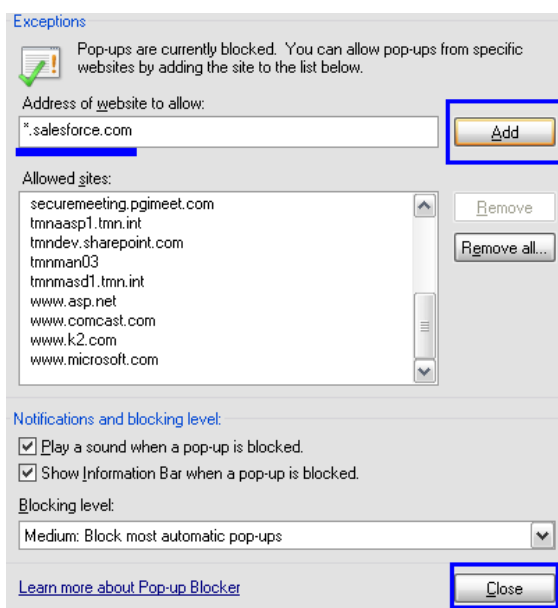 Exceptions
Pop-ups are currently blocked. You can allow pop-ups from specific
websites by adding the site to the list below.
Address of website to allow:
*.salesforce.com
Add
Allowed sites:
securemeeting.pgimeet.com
tmnaasp1.tmn.int
tmndev.sharepoint.com
tmnman03
tmnmasd1.tmn.int
www.asp.net
www.comcast.com
www.k2.com
www.microsoft.com
Remove
Remove all...
Notifications and blocking level:
Play a sound when a pop-up is blocked.
Show Information Bar when a pop-up is blocked.
Blocking level:
Medium: Block most automatic pop-ups
Learn more about Pop-up Blocker
Close